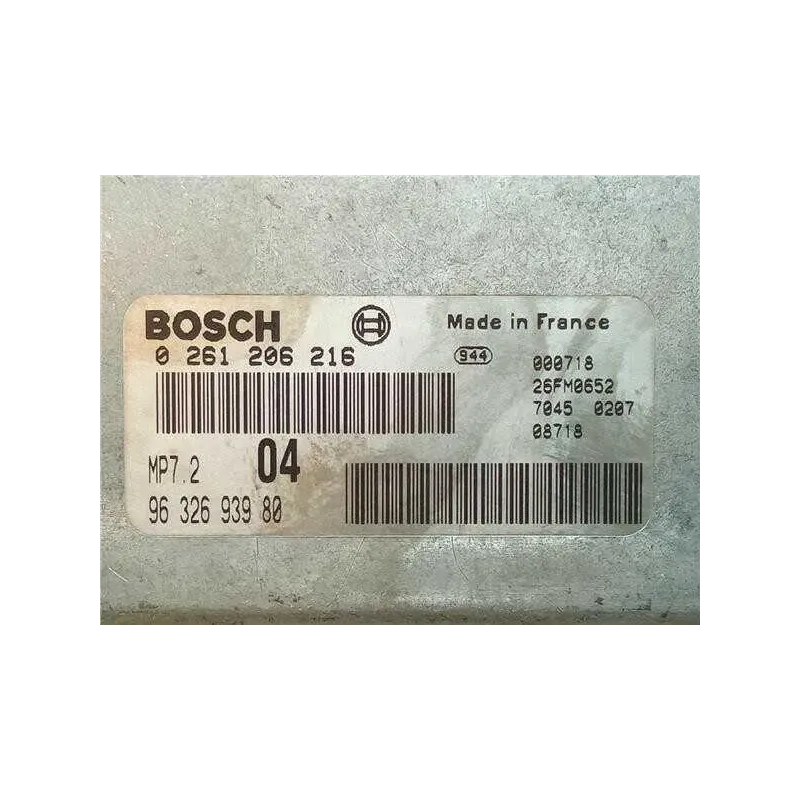 BOSCH Made in France
0 261 206 216 944 000718
26FM0652
7045 0207
08718
MP7.2 04
96 326 939 80